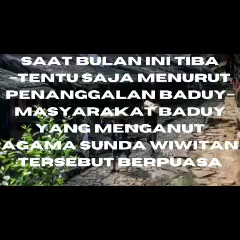 SAAT BULAN INI TIBA
-TENTU SAJA MENURUT
PENANGGALAN BADUY-
MASYARAKAT BADUY
YANG MENGANUT
AGAMA SUNDA WIWITAN
TERSEBUT BERPUASA